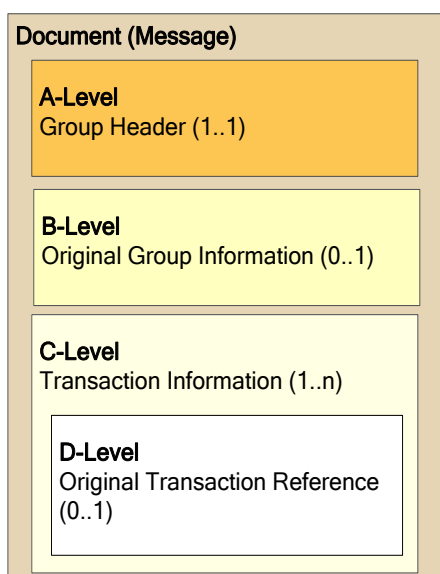 Document (Message)
A-Level
Group Header (1..1)
B-Level
Original Group Information (0..1)
C-Level
Transaction Information (1..n)
D-Level
Original Transaction Reference
(0..1)